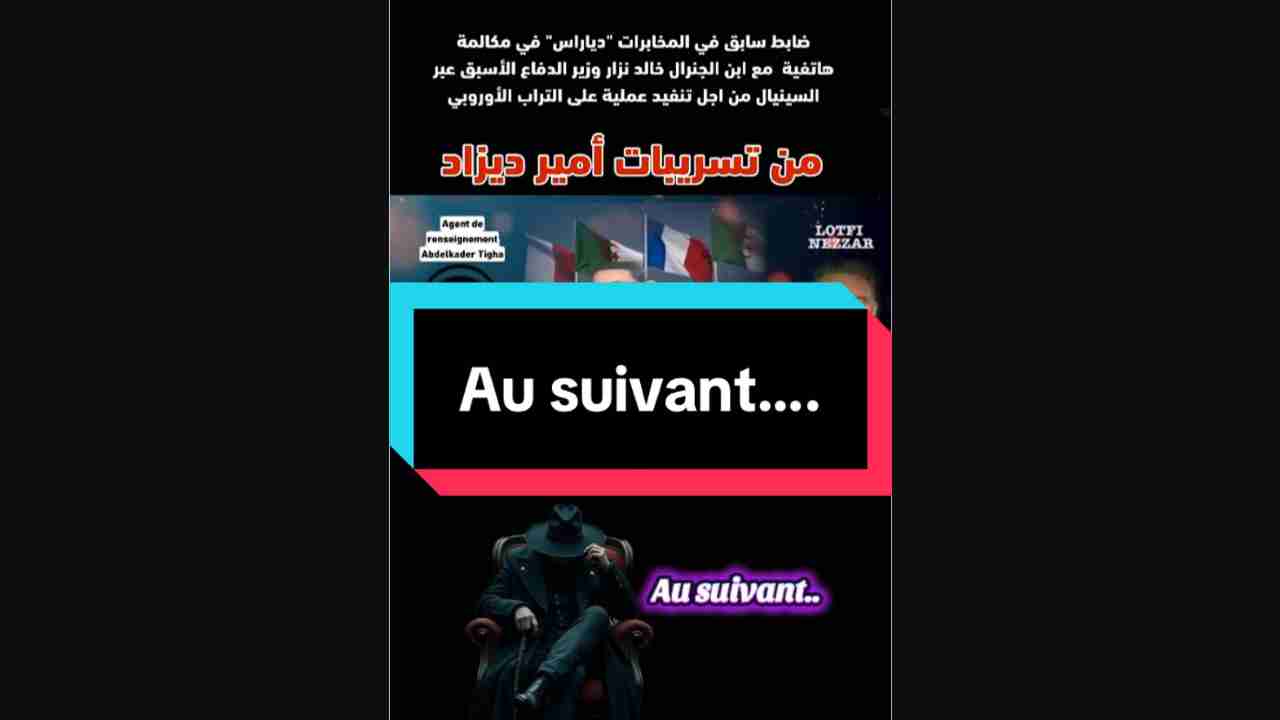 ضابط سابق في المخابرات "دياراس" في مكالمة
هاتفية مع ابن الجنرال خالد نزار وزير الدفاع الأسبق عبر
السينيال من اجل تنفيد عملية على التراب الأوروبي
من تسريبات أمير ديزاد
Agent de
renseignement
Abdelkader Tigha
LOTFI
NEZZAR
Au suivant....
Au suivant..